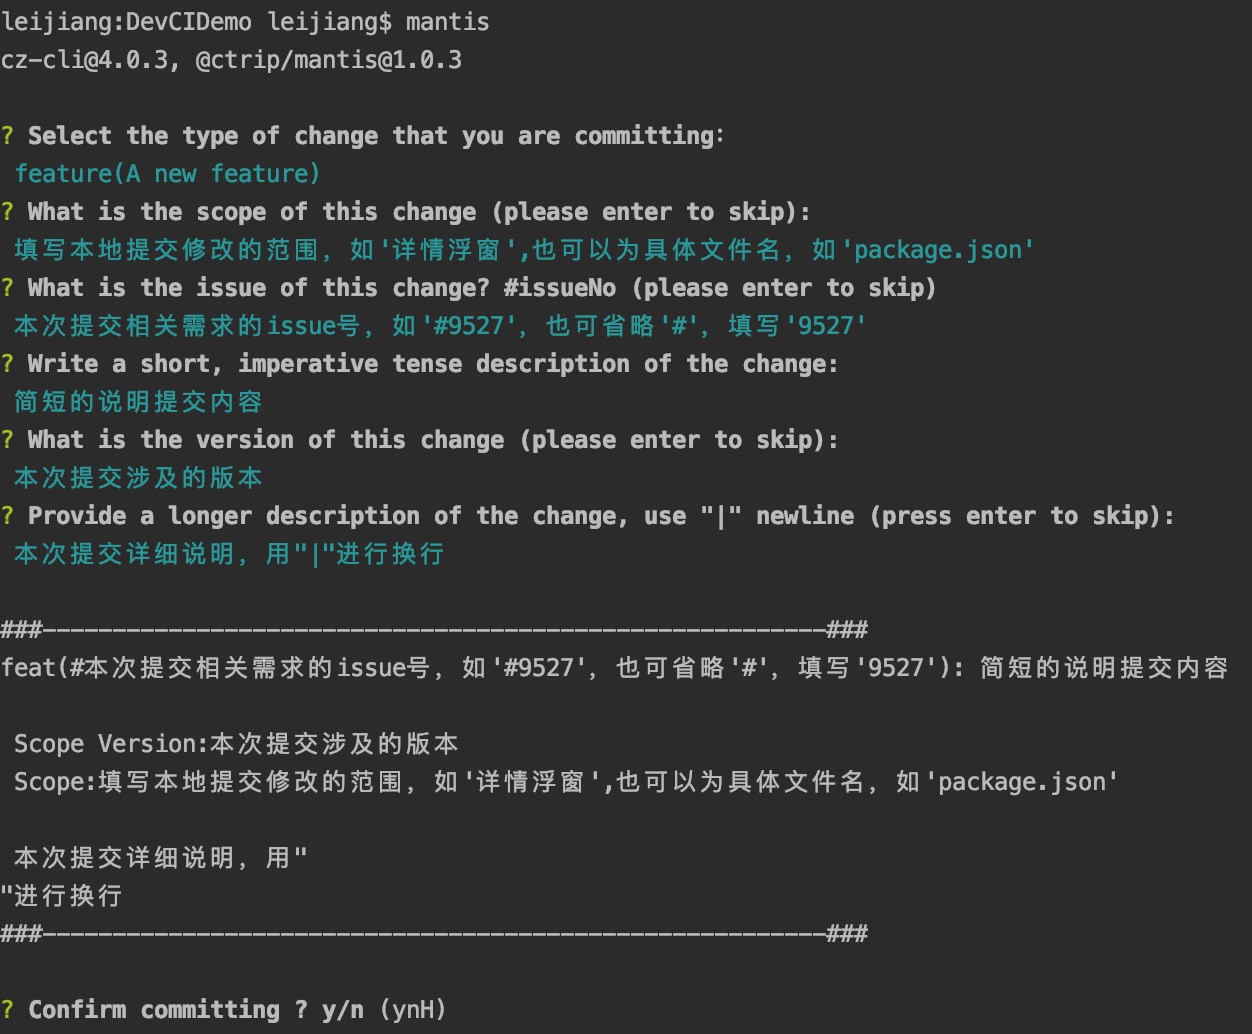 leijiang:DevCIDemo leijiang$ mantis
cz-cli@4.0.3, @ctrip/mantis@1.0.3
? Select the type of change that you are committing:
feature(A new feature)
? What is the scope of this change (please enter to skip):
填写本地提交修改的范围，如'详情浮窗',也可以为具体文件名，如'package.json'
? What is the issue of this change? #issueNo (please enter to skip)
本次提交相关需求的issue号，如'#9527'，也可省略'#'，填写'9527'
? Write a short, imperative tense description of the change:
简短的说明提交内容
? What is the version of this change (please enter to skip):
本次提交涉及的版本
? Provide a longer description of the change, use "|" newline (press enter to skip):
本次提交详细说明，用"|"进行换行
###--------------------------------------------------------###
feat(#本次提交相关需求的issue号，如'#9527'，也可省略'#'，填写'9527'): 简短的说明提交内容
Scope Version:本次提交涉及的版本
Scope:填写本地提交修改的范围，如'详情浮窗',也可以为具体文件名，如'package.json'
本次提交详细说明，用"
"进行换行
###--------------------------------------------------------###
? Confirm committing ? y/n (ynH)